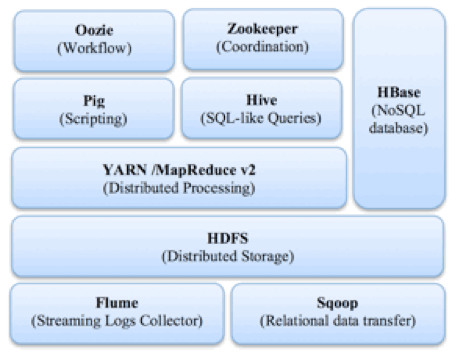 Oozie
(Workflow)
Zookeeper
(Coordination)
HBase
(NoSQL
database)
Pig
(Scripting)
Hive
(SQL-like Queries)
YARN /MapReduce v2
(Distributed Processing)
HDFS
(Distributed Storage)
Flume
(Streaming Logs Collector)
Sqoop
(Relational data transfer)